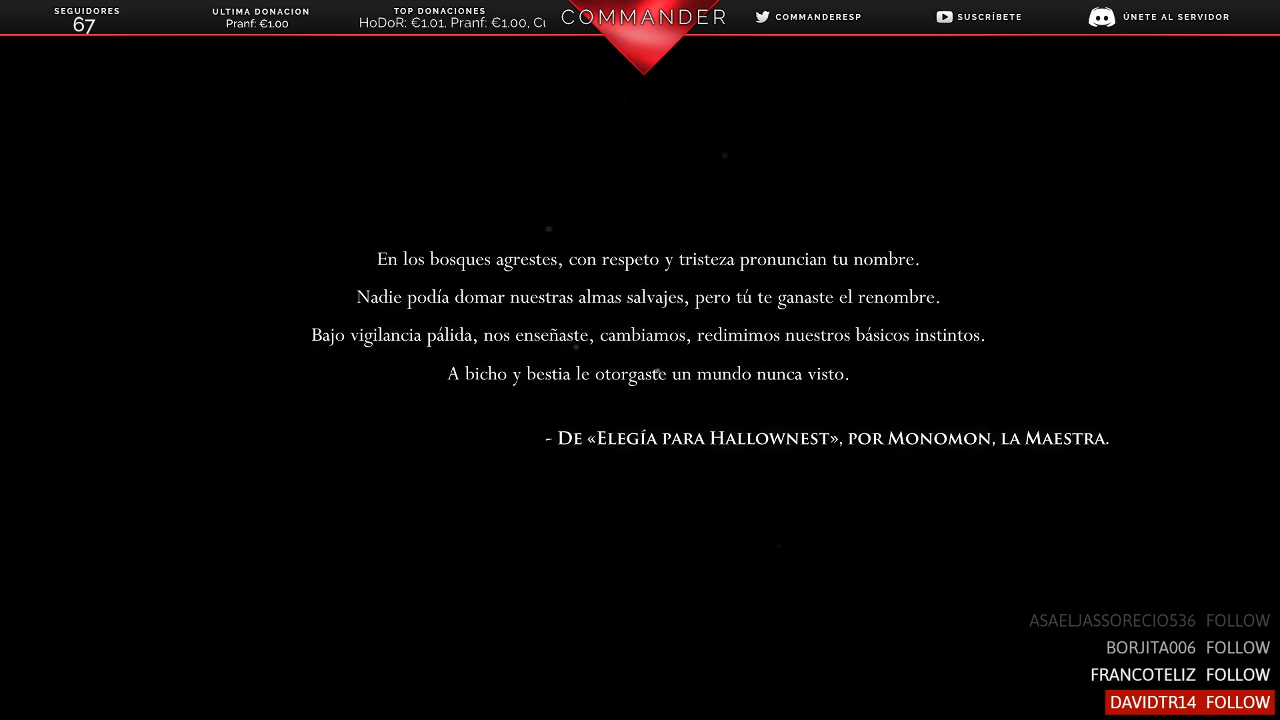 SEGUIDORES
67
ULTIMA DONACION
Pranf: €1.00
TOP DONACIONES
HoDoR: €1.01, Pranf: €1.00,
COMMANDER
COMMANDERESP
SUSCRÍBETE
ÚNETE AL SERVIDOR
En los bosques agrestes, con respeto y tristeza pronuncian tu nombre.
Nadie podía domar nuestras almas salvajes, pero tú te ganaste el renombre.
Bajo vigilancia pálida, nos enseñaste, cambiamos, redimimos nuestros básicos instintos.
A bicho y bestia le otorgaste un mundo nunca visto.
- De «Elegía para Hallownest», por Monomon, la Maestra.
ASAELJASSORECIO536 FOLLOW
BORJITA006 FOLLOW
FRANCOTELIZ FOLLOW
DAVIDTR14 FOLLOW